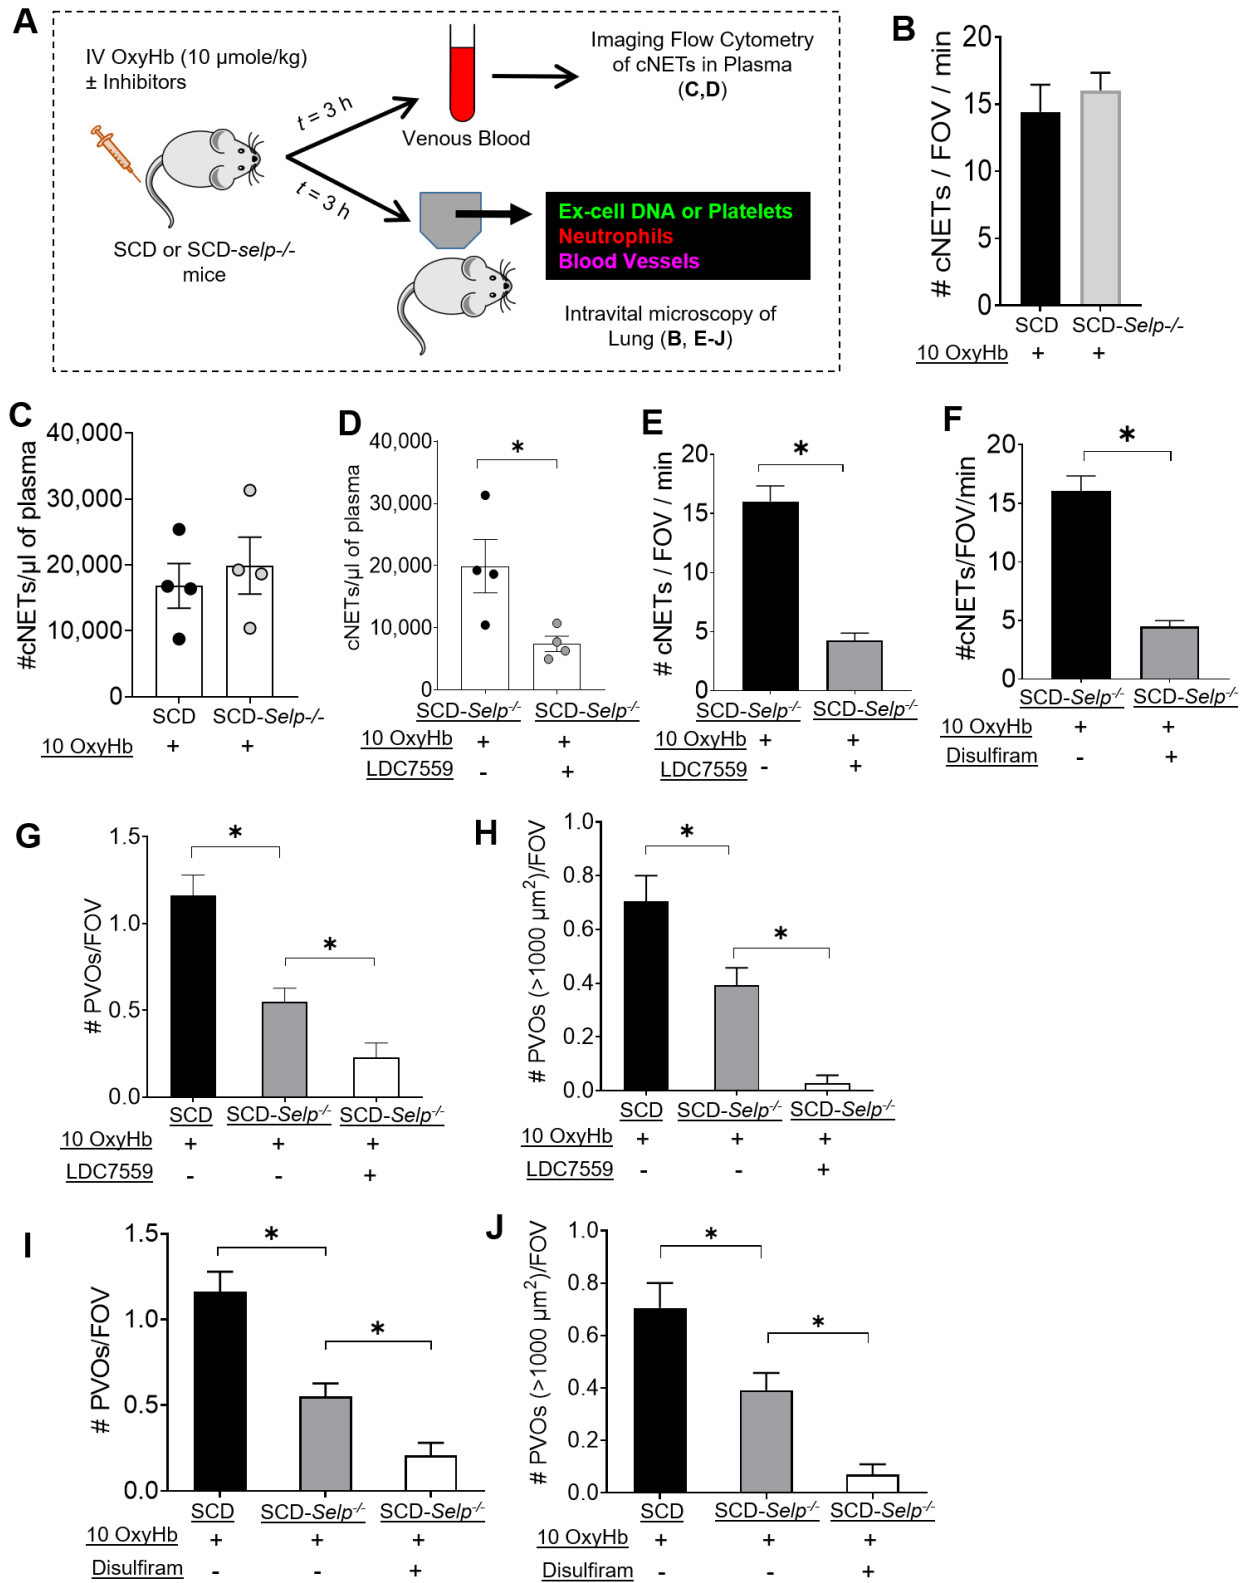 A
IV OxyHb (10 µmole/kg)
± Inhibitors
t = 3 h
t = 3 h
SCD or SCD-selp-/-
mice
Venous Blood
Imaging Flow Cytometry
of cNETs in Plasma
(C,D)
Ex-cell DNA or Platelets
Neutrophils
Blood Vessels
Intravital microscopy of
Lung (B, E-J)
B
# cNETs / FOV / min
20
15
10
5
0
SCD SCD-Selp-/-
10 OxyHb + +
C
#cNETs/µl of plasma
40,000
30,000
20,000
10,000
0
SCD SCD-Selp-/-
10 OxyHb + +
D
cNETs/µl of plasma
40,000
30,000
20,000
10,000
0
*
SCD-Selp-/- SCD-Selp-/-
10 OxyHb + +
LDC7559 - +
E
# cNETs / FOV / min
20
15
10
5
0
*
SCD-Selp-/- SCD-Selp-/-
10 OxyHb + +
LDC7559 - +
F
#cNETs/FOV/min
20
15
10
5
0
*
SCD-Selp-/- SCD-Selp-/-
10 OxyHb + +
Disulfiram - +
G
# PVOs/FOV
1.5
1.0
0.5
0.0
*
*
SCD SCD-Selp-/- SCD-Selp-/-
10 OxyHb + + +
LDC7559 - - +
H
# PVOs (>1000 µm2)/FOV
1.0
0.8
0.6
0.4
0.2
0.0
*
*
SCD SCD-Selp-/- SCD-Selp-/-
10 OxyHb + + +
LDC7559 - - +
I
# PVOs/FOV
1.5
1.0
0.5
0.0
*
*
SCD SCD-Selp-/- SCD-Selp-/-
10 OxyHb + + +
Disulfiram - - +
J
# PVOs (>1000 µm2)/FOV
1.0
0.8
0.6
0.4
0.2
0.0
*
*
SCD SCD-Selp-/- SCD-Selp-/-
10 OxyHb + + +
Disulfiram - - +